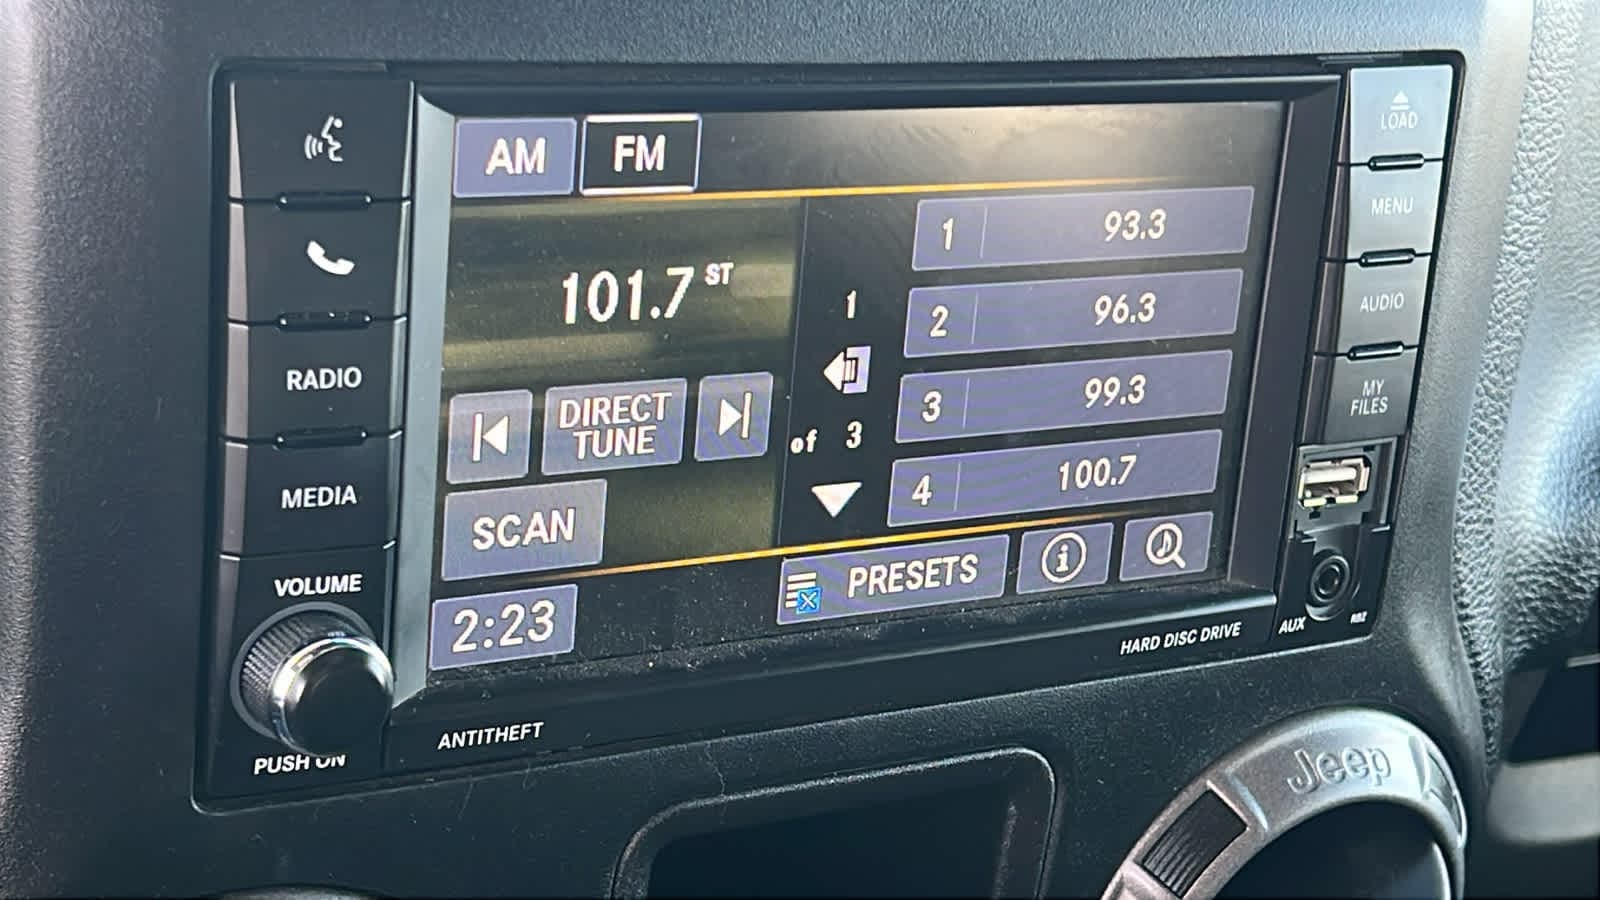 AM
FM
101.7 ST
DIRECT
TUNE
SCAN
2:23
1
of 3
1 93.3
2 96.3
3 99.3
4 100.7
PRESETS
i
RADIO
MEDIA
VOLUME
PUSH ON
ANTITHEFT
HARD DISC DRIVE
LOAD
MENU
AUDIO
MY
FILES
AUX
RBZ
Jeep